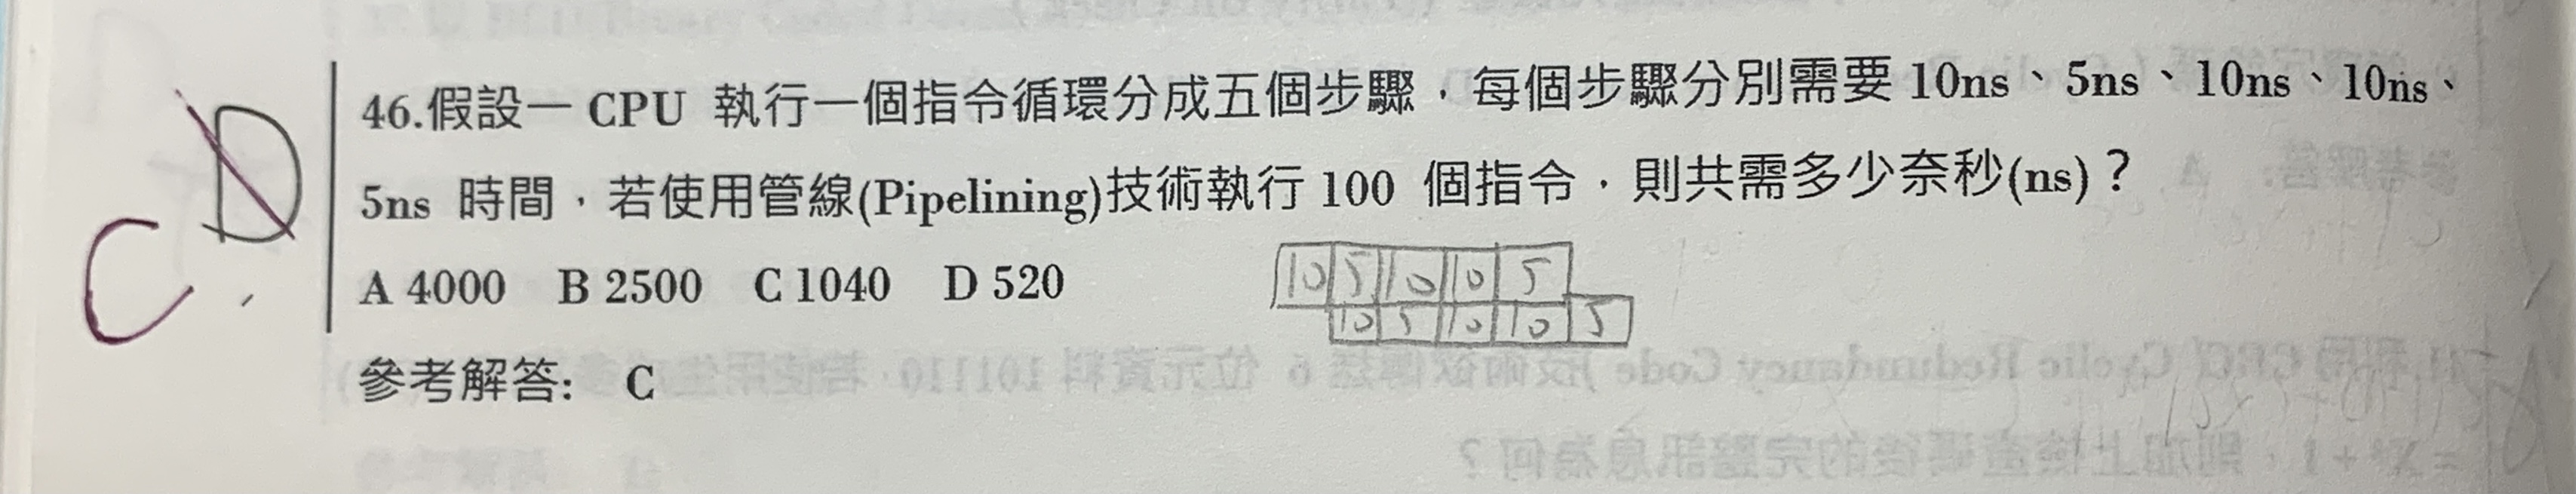 46.假設一 CPU 執行一個指令循環分成五個步驟，每個步驟分別需要 10ns、5ns、10ns、10ns、
5ns 時間，若使用管線(Pipelining)技術執行 100 個指令，則共需多少奈秒(ns)？
A 4000 B 2500 C 1040 D 520
參考解答: C
D
C
10 5 10 10 5
10 5 10 10 5